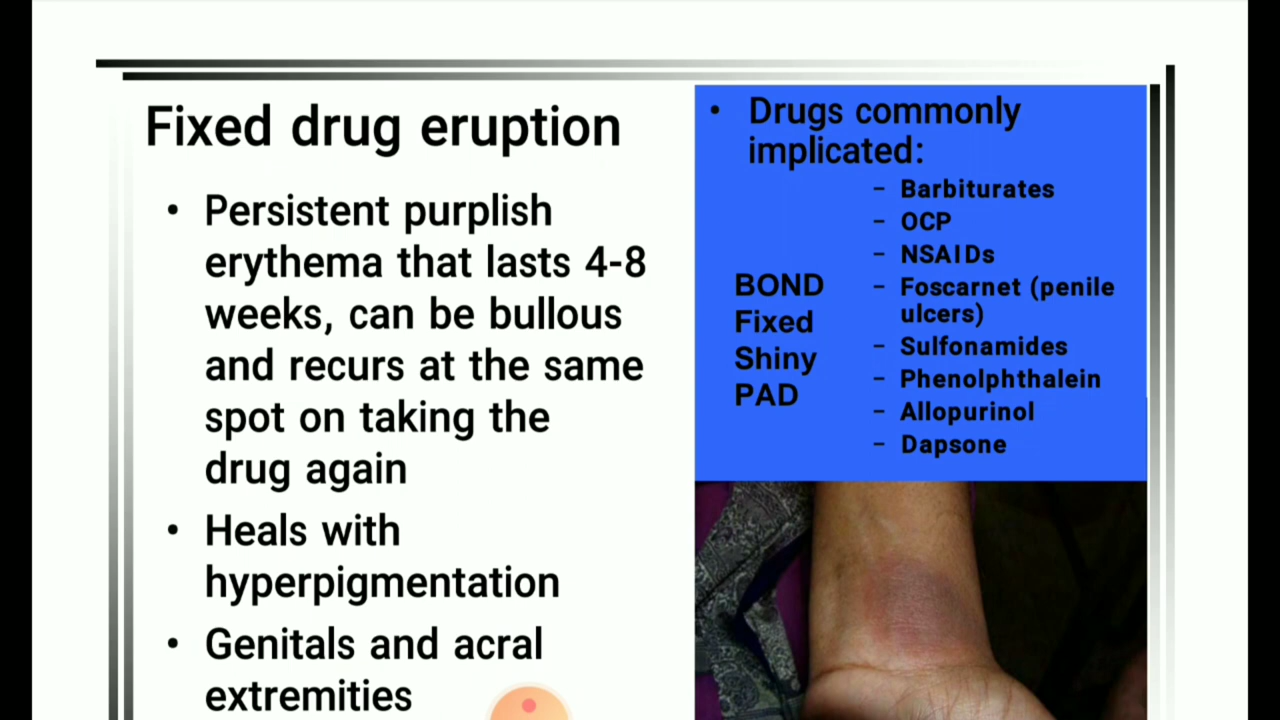 Fixed drug eruption
• Persistent purplish
erythema that lasts 4-8
weeks, can be bullous
and recurs at the same
spot on taking the
drug again
• Heals with
hyperpigmentation
• Genitals and acral
extremities
• Drugs commonly
implicated:
– Barbiturates
– OCP
– NSAIDs
– Foscarnet (penile
ulcers)
– Sulfonamides
– Phenolphthalein
– Allopurinol
– Dapsone
BOND
Fixed
Shiny
PAD